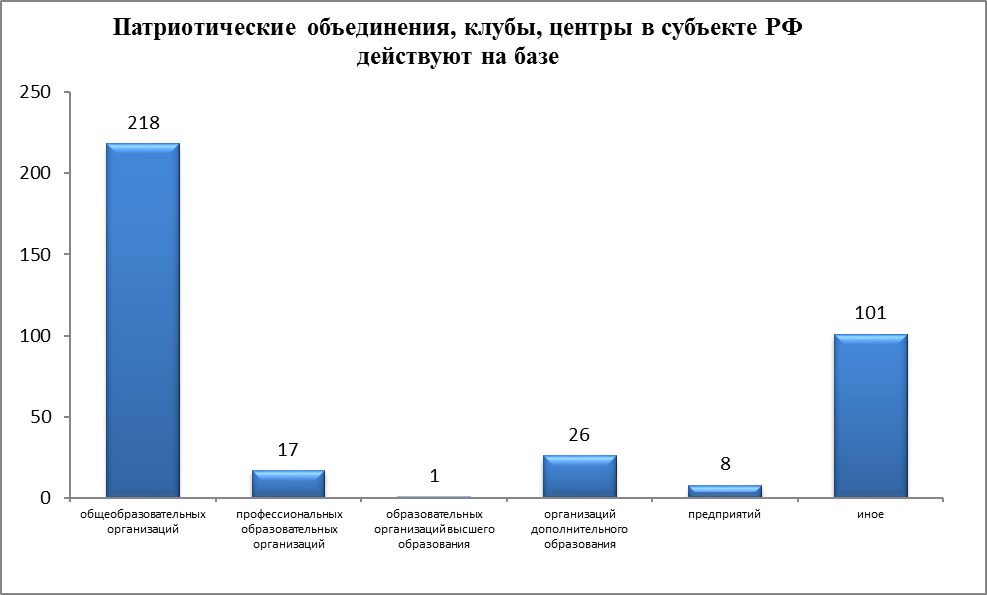 Патриотические объединения, клубы, центры в субъекте РФ
действуют на базе
250
200
150
100
50
0
218
17
1
26
8
101
общеобразовательных
организаций
профессиональных
образовательных
организаций
образовательных
организаций высшего
образования
организаций
дополнительного
образования
предприятий
иное